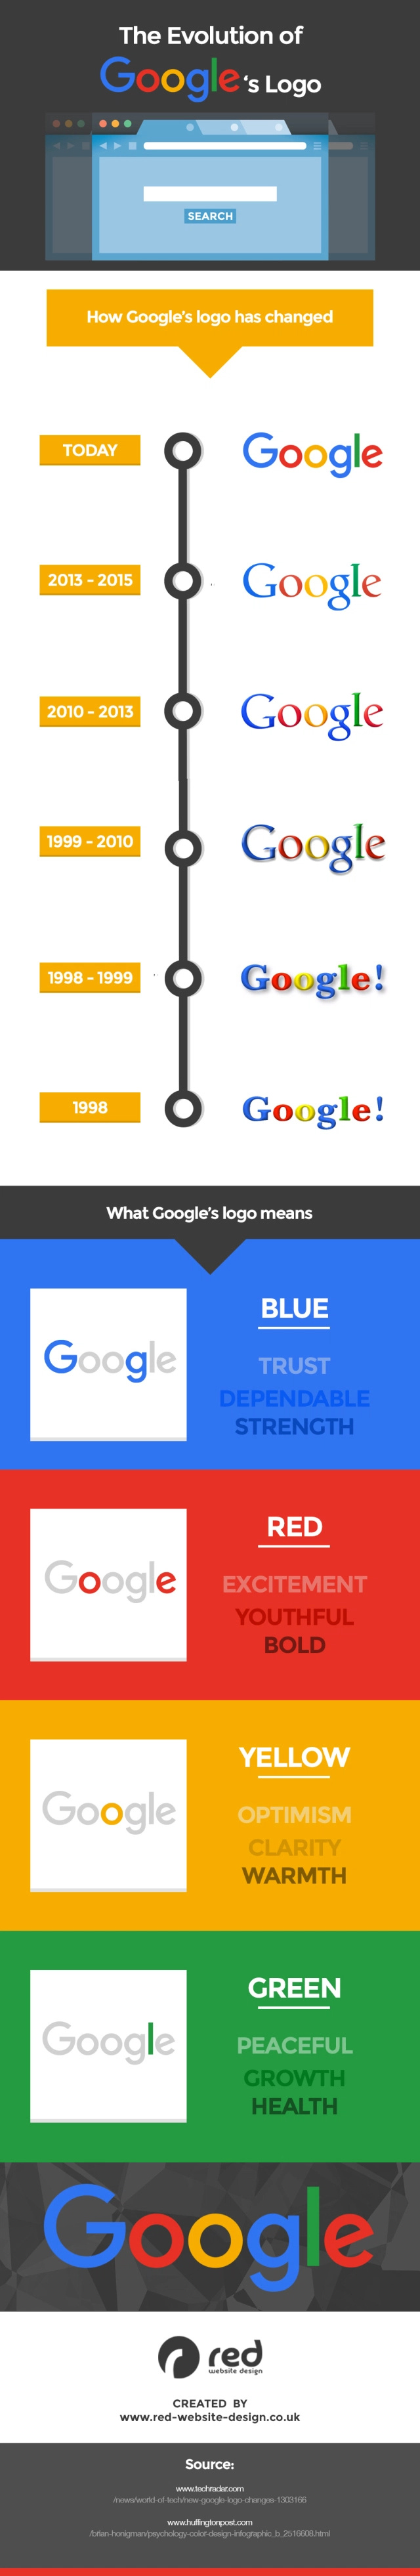 The Evolution of
Google's Logo
SEARCH
How Google's logo has changed
TODAY
Google
2013 - 2015
Google
2010 - 2013
Google
1999 - 2010
Google
1998 - 1999
Google!
1998
Google!
What Google's logo means
Google
BLUE
TRUST
DEPENDABLE
STRENGTH
Google
RED
EXCITEMENT
YOUTHFUL
BOLD
Google
YELLOW
OPTIMISM
CLARITY
WARMTH
Google
GREEN
PEACEFUL
GROWTH
HEALTH
Google
red
website design
CREATED BY
www.red-website-design.co.uk
Source:
www.techradar.com
/news/world-of-tech/new-google-logo-changes-1303166
www.huffingtonpost.com
/brian-honigman/psychology-color-design-infographic_b_2516608.html